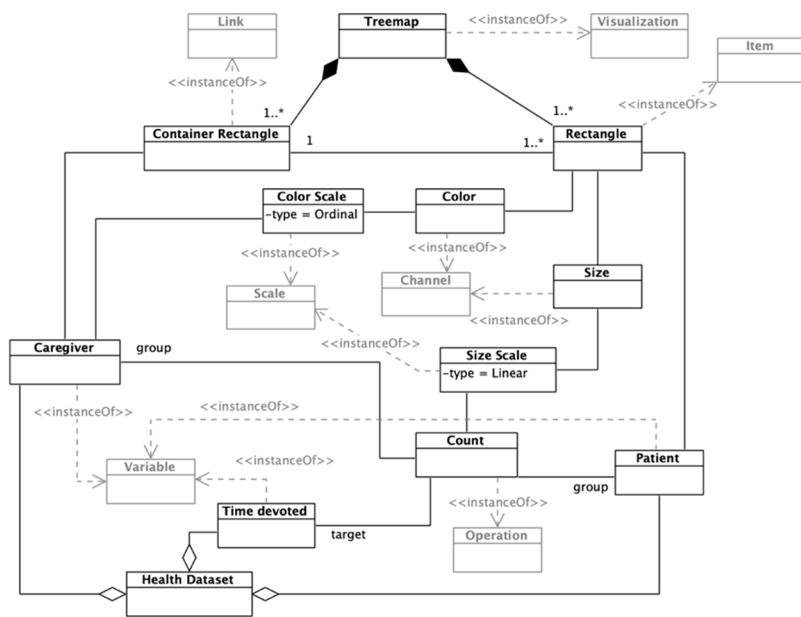 Link
Treemap
<<instanceOf>>
Visualization
Item
<<instanceOf>>
<<instanceOf>>
1..*
1..*
Container Rectangle
1
1..*
Rectangle
Color Scale
-type = Ordinal
Color
<<instanceOf>>
<<instanceOf>>
Scale
Channel
Size
<<instanceOf>>
<<instanceOf>>
Caregiver
group
Size Scale
-type = Linear
<<instanceOf>>
<<instanceOf>>
Count
Patient
Variable
<<instanceOf>>
group
<<instanceOf>>
Time devoted
target
Operation
Health Dataset